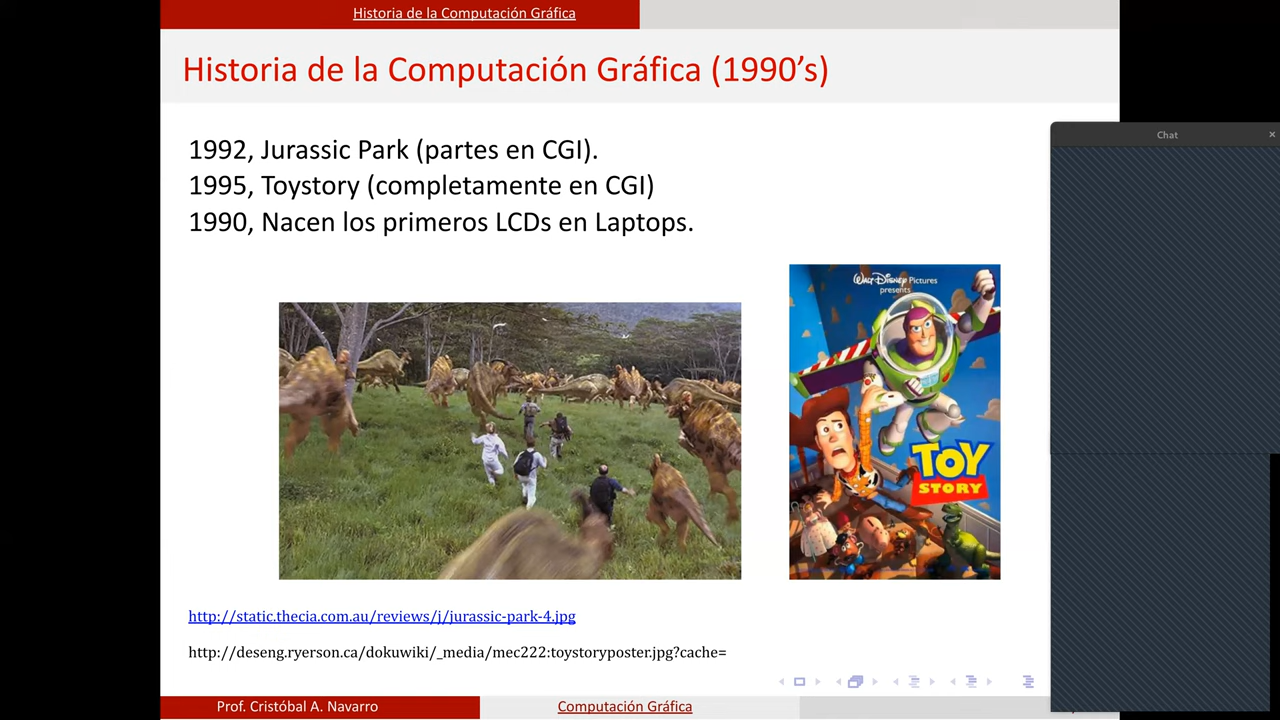 Historia de la Computación Gráfica
Historia de la Computación Gráfica (1990’s)
Chat
1992, Jurassic Park (partes en CGI).
1995, Toystory (completamente en CGI)
1990, Nacen los primeros LCDs en Laptops.
Walt Disney Pictures
presents
TOY
STORY
http://static.thecia.com.au/reviews/j/jurassic-park-4.jpg
http://deseng.ryerson.ca/dokuwiki/_media/mec222:toystoryposter.jpg?cache=
Prof. Cristóbal A. Navarro
Computación Gráfica